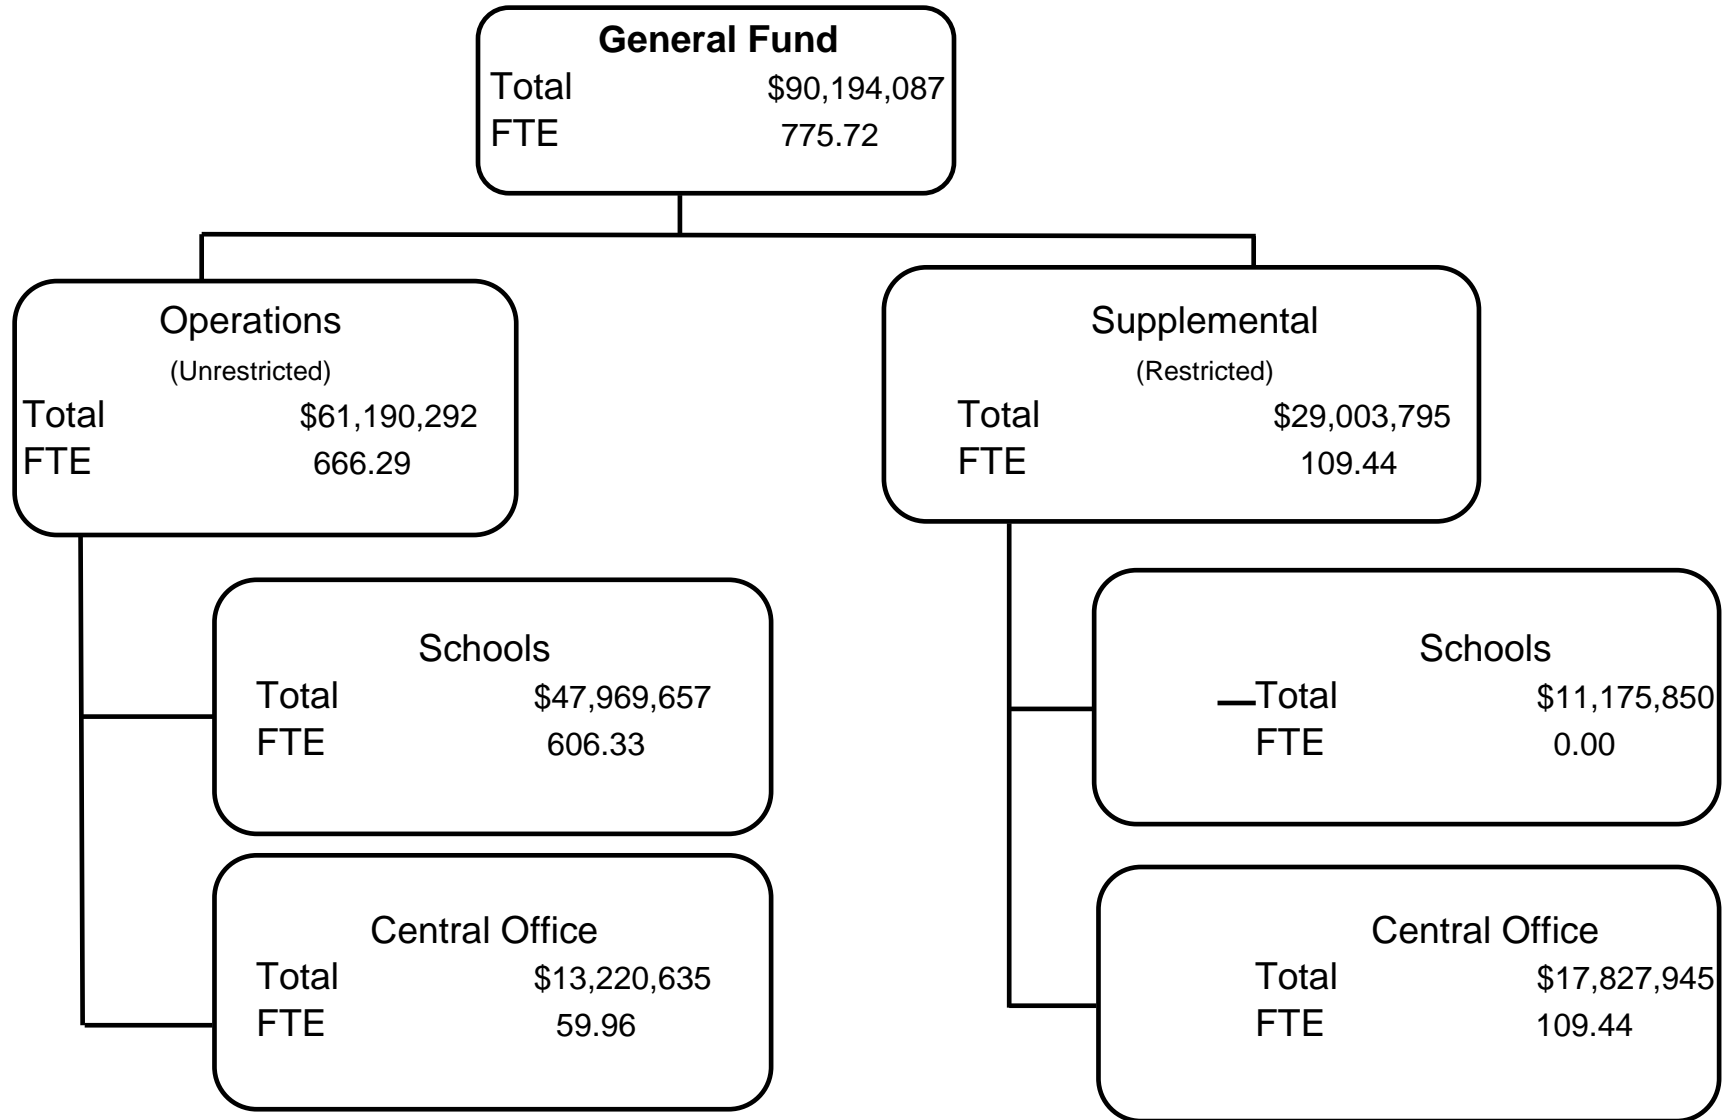 General Fund
Total $90,194,087
FTE 775.72
Operations
(Unrestricted)
Total $61,190,292
FTE 666.29
Supplemental
(Restricted)
Total $29,003,795
FTE 109.44
Schools
Total $47,969,657
FTE 606.33
Central Office
Total $13,220,635
FTE 59.96
Schools
Total $11,175,850
FTE 0.00
Central Office
Total $17,827,945
FTE 109.44